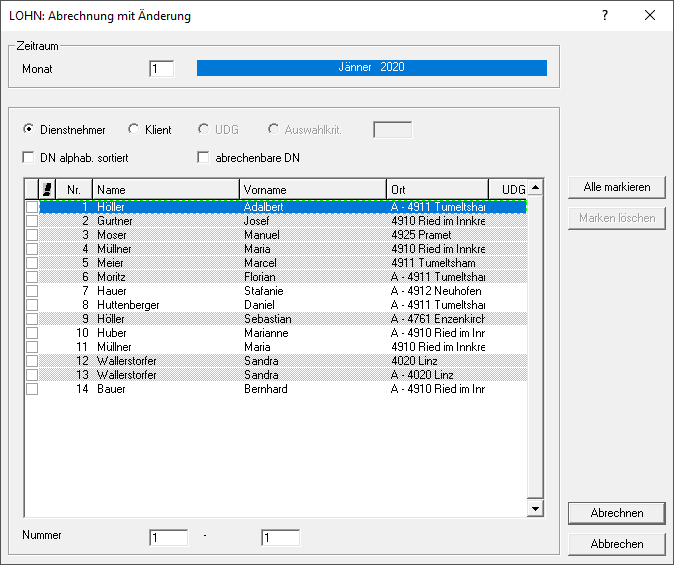 LOHN: Abrechnung mit Änderung
Zeitraum
Monat 1 Jänner 2020
Dienstnehmer Klient UDG Auswahlkrit.
DN alphab. sortiert abrechenbare DN
Nr. Name Vorname Ort UDG
1 Höller Adalbert A - 4911 Tumeltshar
2 Gurtner Josef 4910 Ried im Innkre
3 Moser Manuel 4925 Pramet
4 Müllner Maria 4910 Ried im Innkre
5 Meier Marcel 4911 Tumeltsham
6 Moritz Florian A - 4911 Tumeltshar
7 Hauer Stafanie A - 4912 Neuhofen
8 Huttenberger Daniel A - 4911 Tumeltshar
9 Höller Sebastian A - 4761 Enzenkirch
10 Huber Marianne A - 4910 Ried im Inr
11 Müllner Maria 4910 Ried im Innkre
12 Wallerstorfer Sandra 4020 Linz
13 Wallerstorfer Sandra A - 4020 Linz
14 Bauer Bernhard A - 4910 Ried im Inr
Nummer 1 - 1
Alle markieren
Marken löschen
Abrechnen
Abbrechen